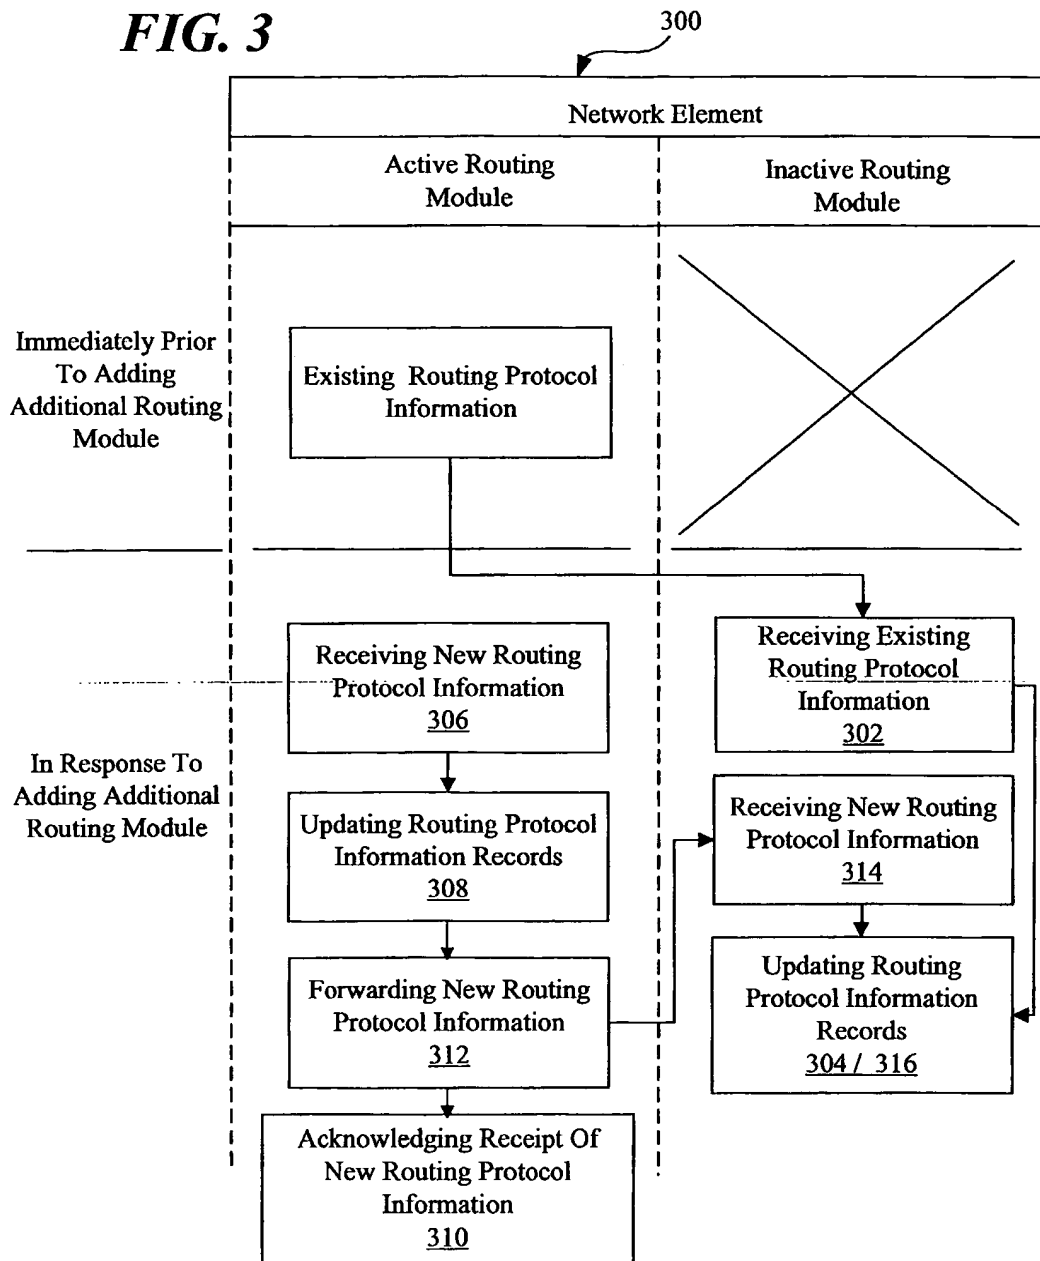 FIG. 3
300
Network Element
Active Routing
Module
Inactive Routing
Module
Immediately Prior
To Adding
Additional Routing
Module
Existing Routing Protocol
Information
In Response To
Adding Additional
Routing Module
Receiving New Routing
Protocol Information
306
Updating Routing Protocol
Information Records
308
Forwarding New Routing
Protocol Information
312
Acknowledging Receipt Of
New Routing Protocol
Information
310
Receiving Existing
Routing Protocol
Information
302
Receiving New Routing
Protocol Information
314
Updating Routing
Protocol Information
Records
304 / 316